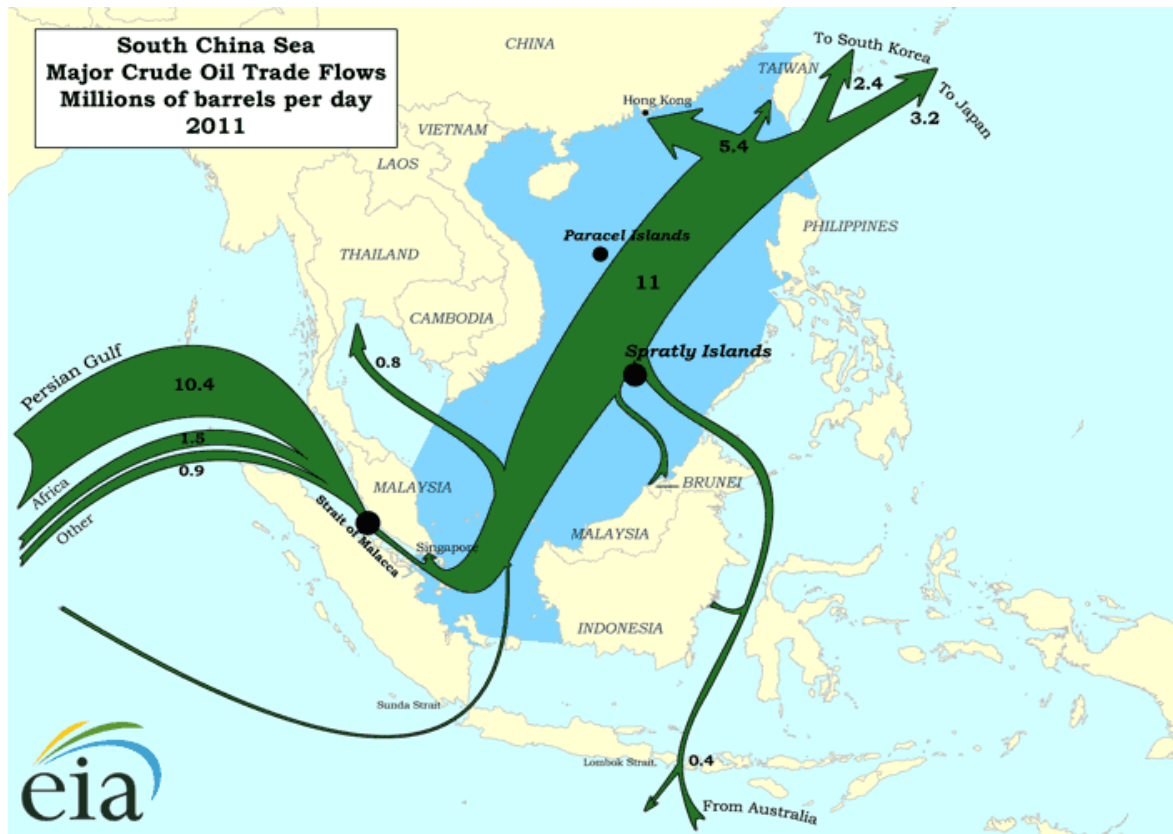 South China Sea
Major Crude Oil Trade Flows
Millions of barrels per day
2011
CHINA
To South Korea
TAIWAN
2.4
To Japan
3.2
Hong Kong
VIETNAM
5.4
LAOS
Paracel Islands
PHILIPPINES
THAILAND
11
CAMBODIA
Spratly Islands
0.8
Persian Gulf
10.4
1.5
0.9
Africa
Other
MALAYSIA
BRUNEI
Strait of Malacca
Singapore
MALAYSIA
INDONESIA
Sunda Strait
Lombok Strait.
0.4
From Australia
eia